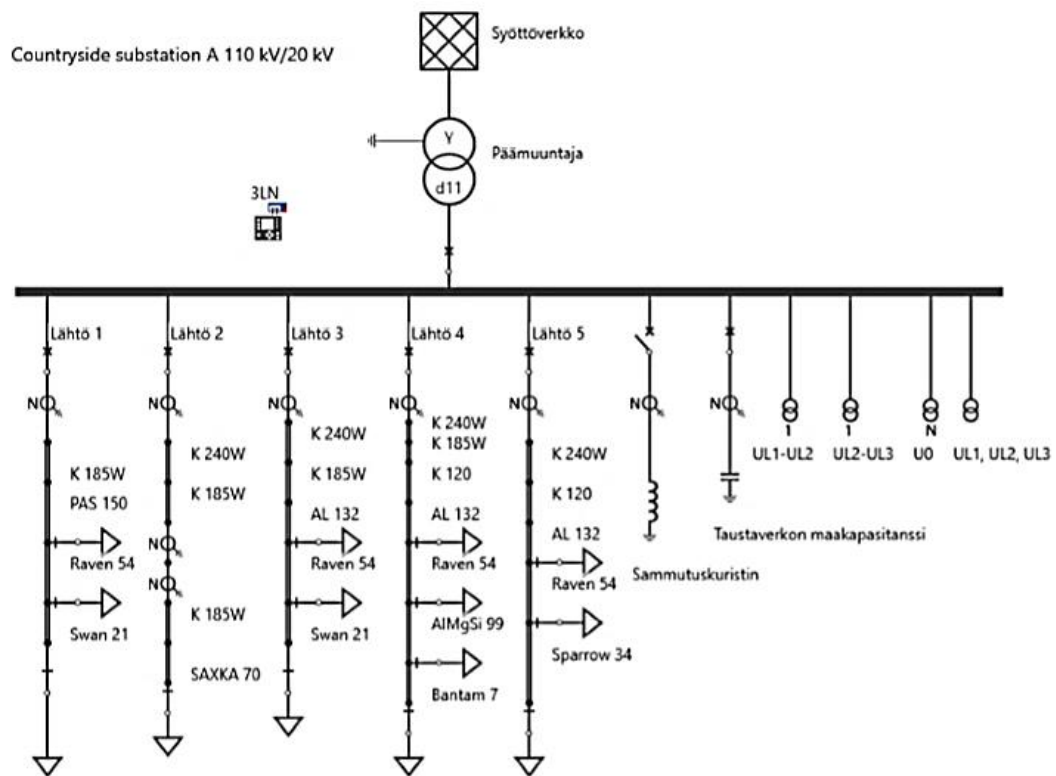 Syöttöverkko
Countryside substation A 110 kV/20 kV
Y
Päämuuntaja
d11
3LN
Lähtö 1
Lähtö 2
Lähtö 3
Lähtö 4
Lähtö 5
N
N
N
N
N
N
1
1
N
UL1-UL2
UL2-UL3
U0
UL1, UL2, UL3
K 185W
PAS 150
Raven 54
Swan 21
K 240W
K 185W
N
N
K 185W
SAXKA 70
K 240W
K 185W
AL 132
Raven 54
Swan 21
K 240W
K 185W
K 120
AL 132
Raven 54
AlMgSi 99
Bantam 7
K 240W
K 120
AL 132
Raven 54
Sparrow 34
Sammutuskuristin
N
Taustaverkon maakapasitanssi